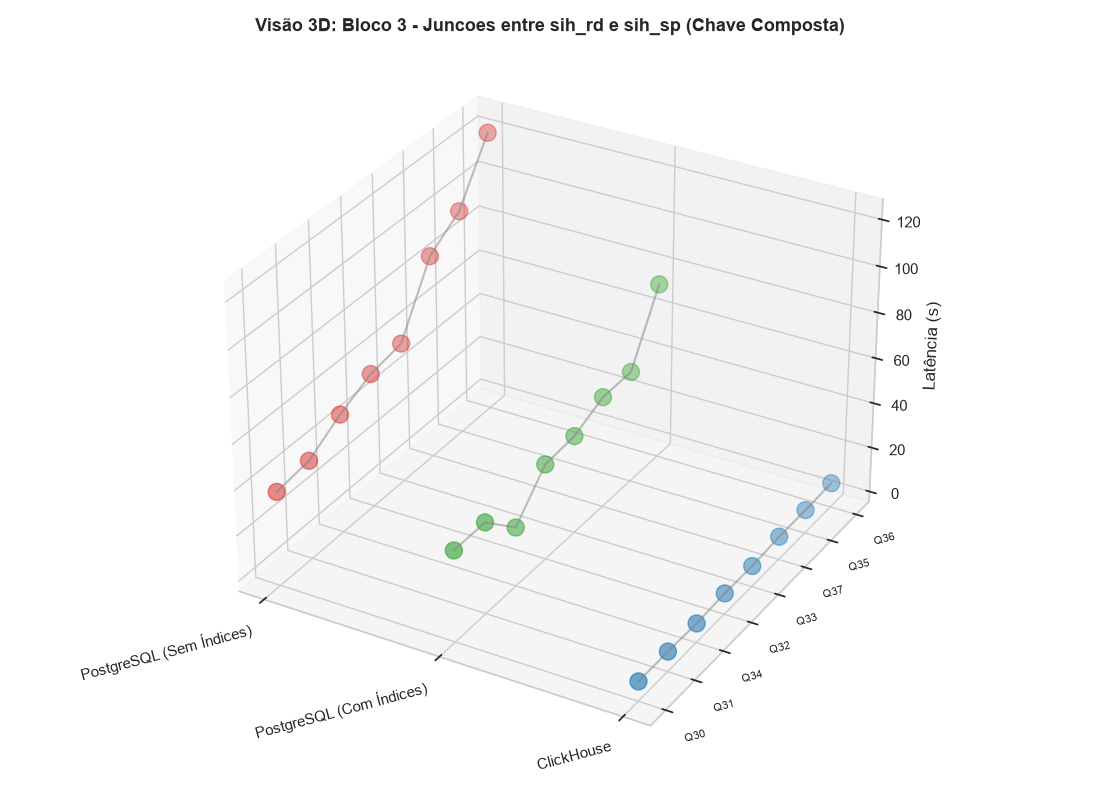 Visão 3D: Bloco 3 - Juncoes entre sih_rd e sih_sp (Chave Composta)
120
100
80
60
40
20
0
Latência (s)
Q36
Q35
Q37
Q33
Q32
Q34
Q31
Q30
PostgreSQL (Sem Índices)
PostgreSQL (Com Índices)
ClickHouse